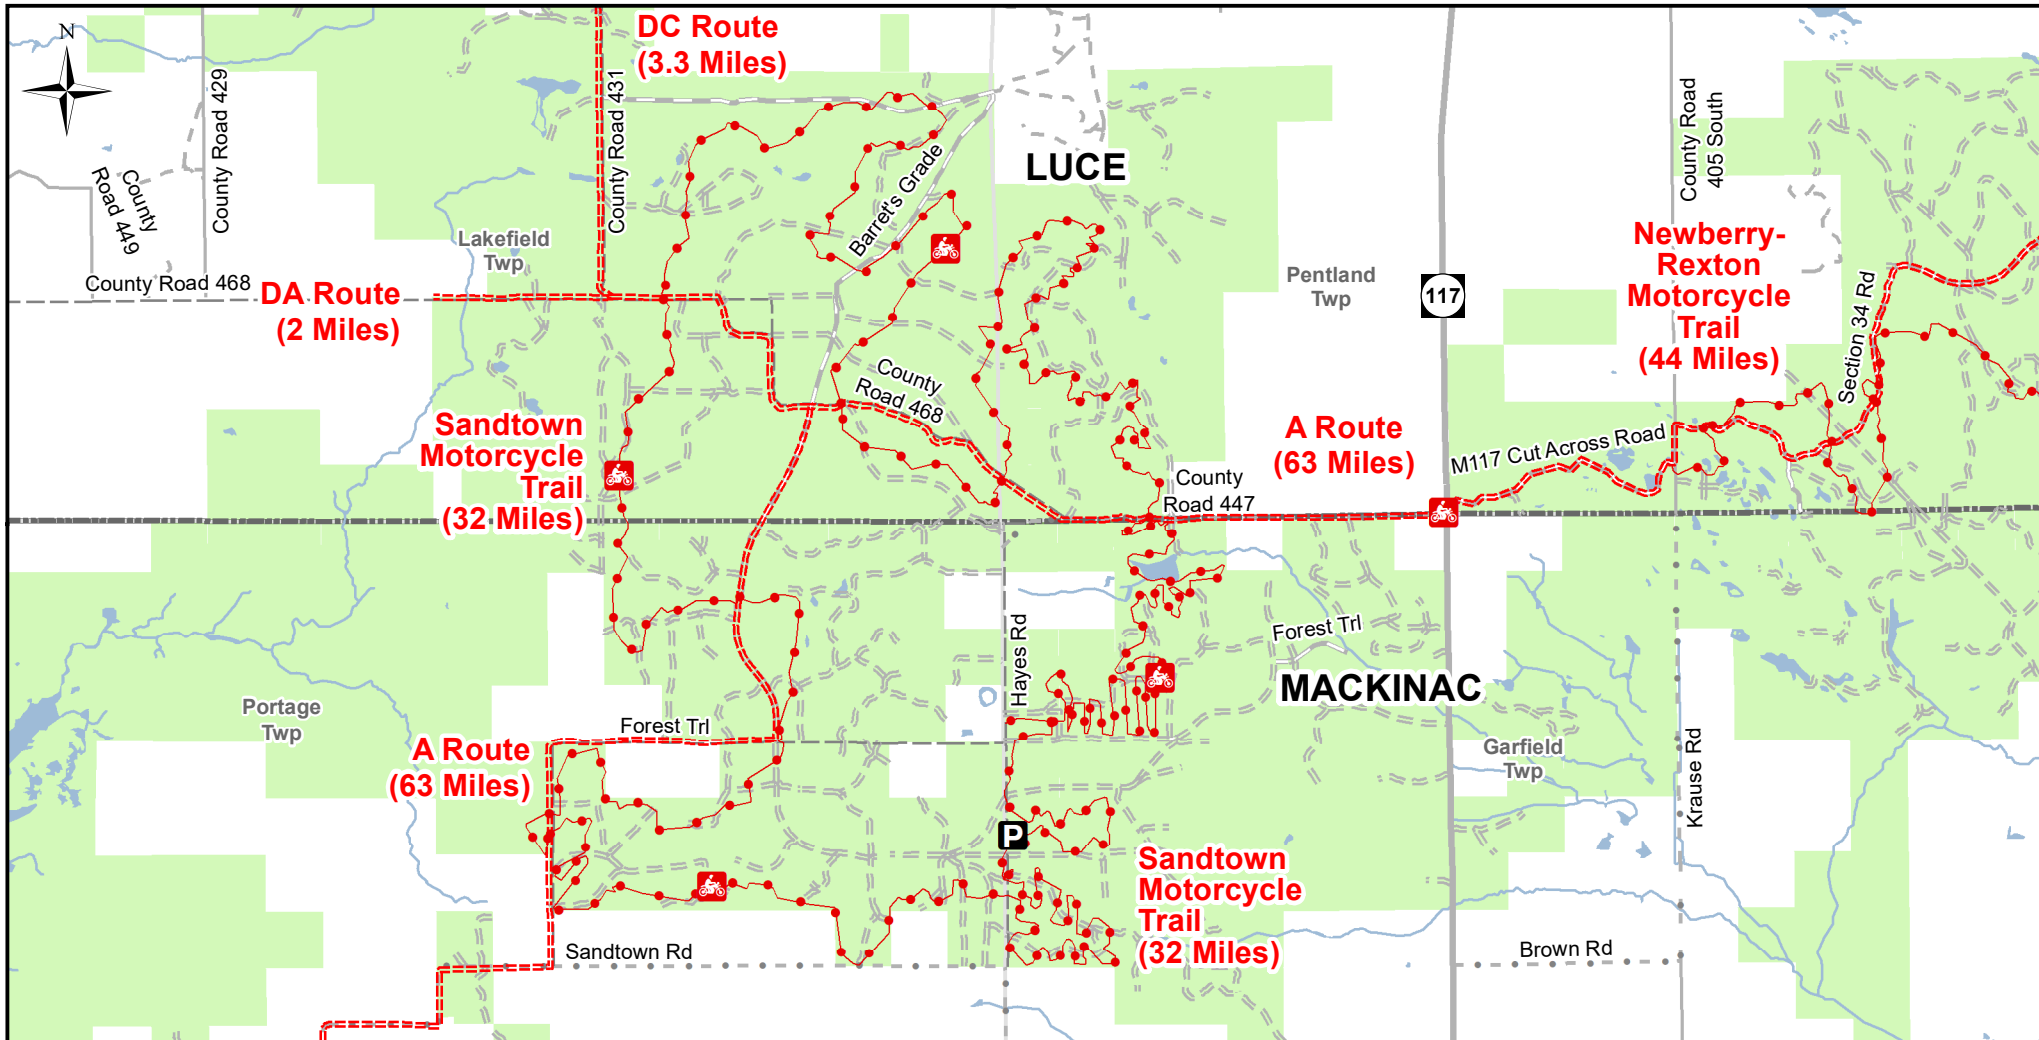 N
DC Route
(3.3 Miles)
County Road 429
County Road 431
County
Road 449
Barret's Grade
LUCE
County Road
405 South
Lakefield
Twp
County Road 468
DA Route
(2 Miles)
Pentland
Twp
117
Newberry-
Rexton
Motorcycle
Trail
(44 Miles)
Section 34 Rd
County
Road 468
Sandtown
Motorcycle
Trail
(32 Miles)
A Route
(63 Miles)
M117 Cut Across Road
County
Road 447
Hayes Rd
Forest Trl
MACKINAC
Portage
Twp
Forest Trl
A Route
(63 Miles)
Garfield
Twp
Krause Rd
P
Sandtown
Motorcycle
Trail
(32 Miles)
Sandtown Rd
Brown Rd